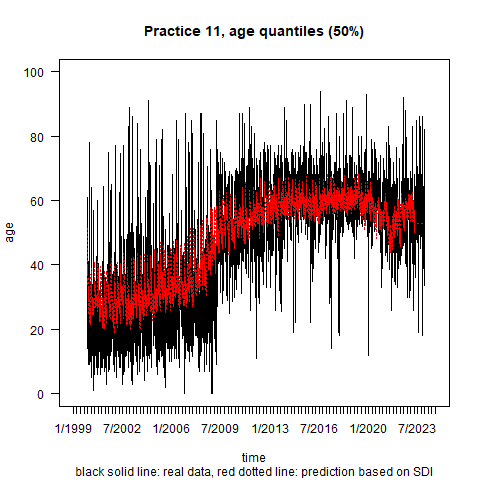 Practice 11, age quantiles (50%)
100
80
60
40
20
0
age
1/1999 7/2002 1/2006 7/2009 1/2013 7/2016 1/2020 7/2023
time
black solid line: real data, red dotted line: prediction based on SDI